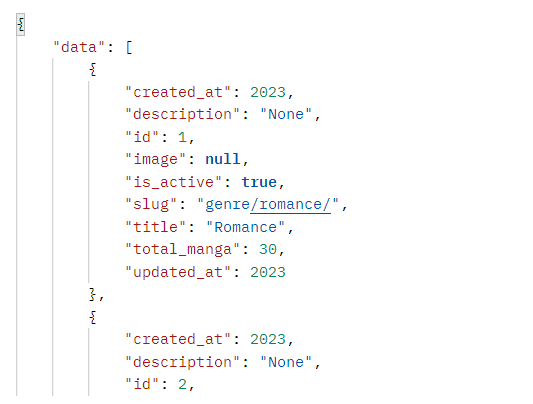 {
"data": [
{
"created_at": 2023,
"description": "None",
"id": 1,
"image": null,
"is_active": true,
"slug": "genre/romance/",
"title": "Romance",
"total_manga": 30,
"updated_at": 2023
},
{
"created_at": 2023,
"description": "None",
"id": 2,